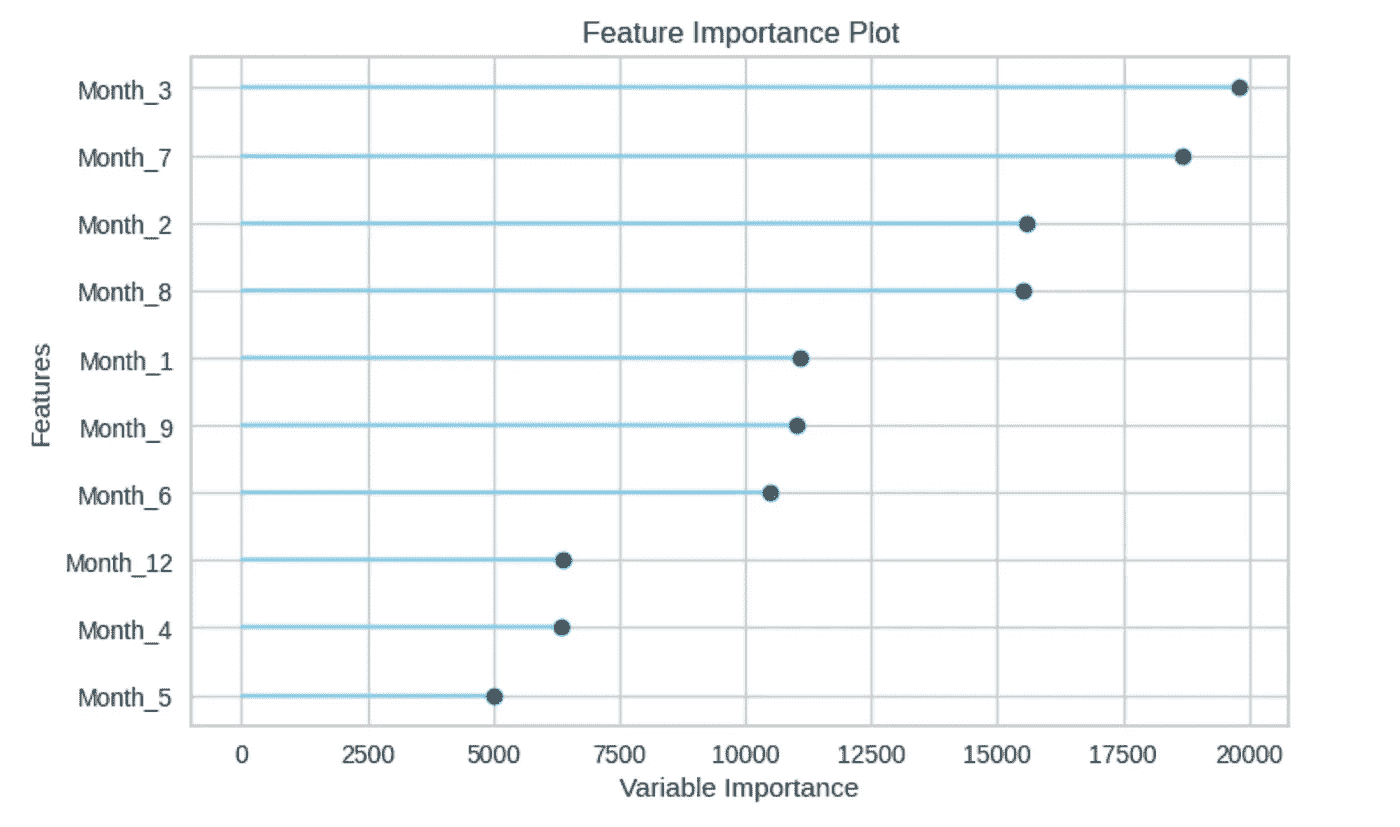 Feature Importance Plot
Month_3
Month_7
Month_2
Month_8
Month_1
Month_9
Month_6
Month_12
Month_4
Month_5
Features
0 2500 5000 7500 10000 12500 15000 17500 20000
Variable Importance